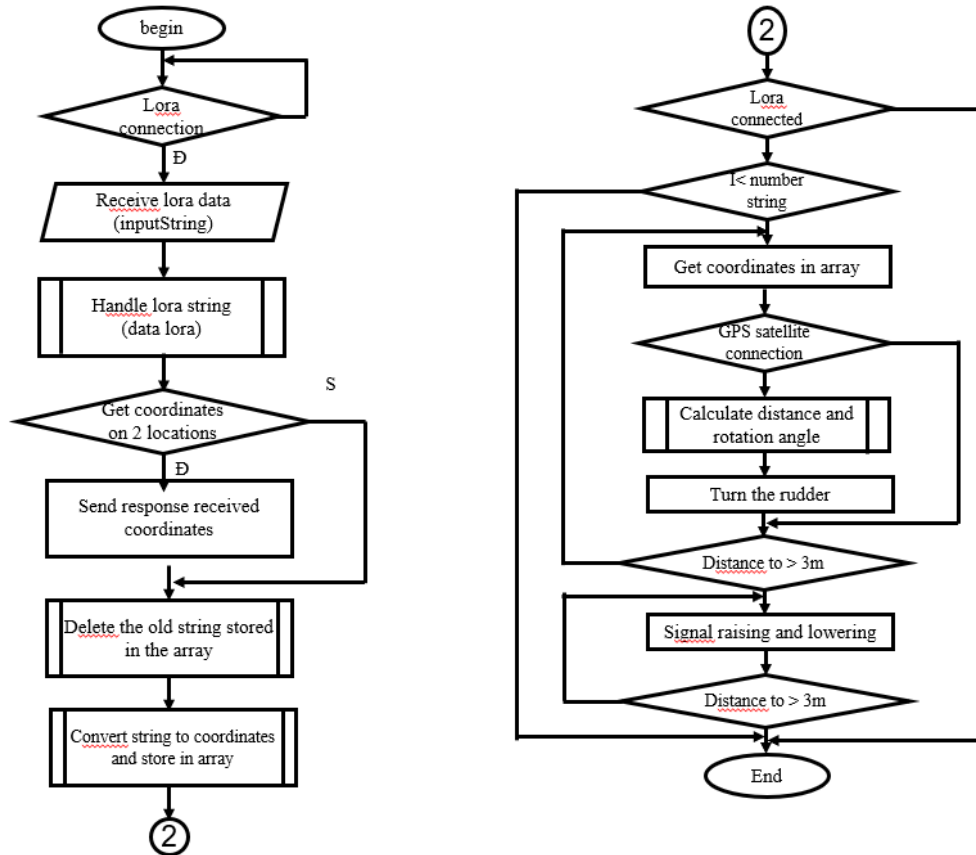 begin
Lora
connection
Đ
Receive lora data
(inputString)
Handle lora string
(data lora)
S
Get coordinates
on 2 locations
Đ
Send response received
coordinates
Delete the old string stored
in the array
Convert string to coordinates
and store in array
2
2
Lora
connected
I< number
string
Get coordinates in array
GPS satellite
connection
Calculate distance and
rotation angle
Turn the rudder
Distance to > 3m
Signal raising and lowering
Distance to > 3m
End